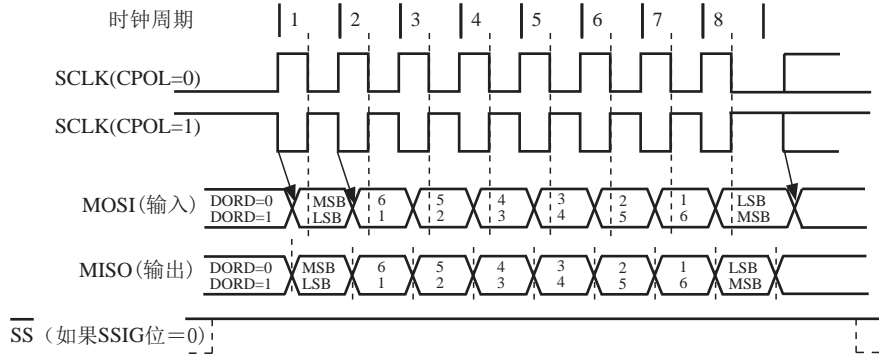 时钟周期 1 2 3 4 5 6 7 8
SCLK(CPOL=0)
SCLK(CPOL=1)
MOSI(输入) DORD=0 MSB 6 5 4 3 2 1 LSB
DORD=1 LSB 1 2 3 4 5 6 MSB
MISO(输出) DORD=0 MSB 6 5 4 3 2 1 LSB
DORD=1 LSB 1 2 3 4 5 6 MSB
SS(如果SSIG位=0)